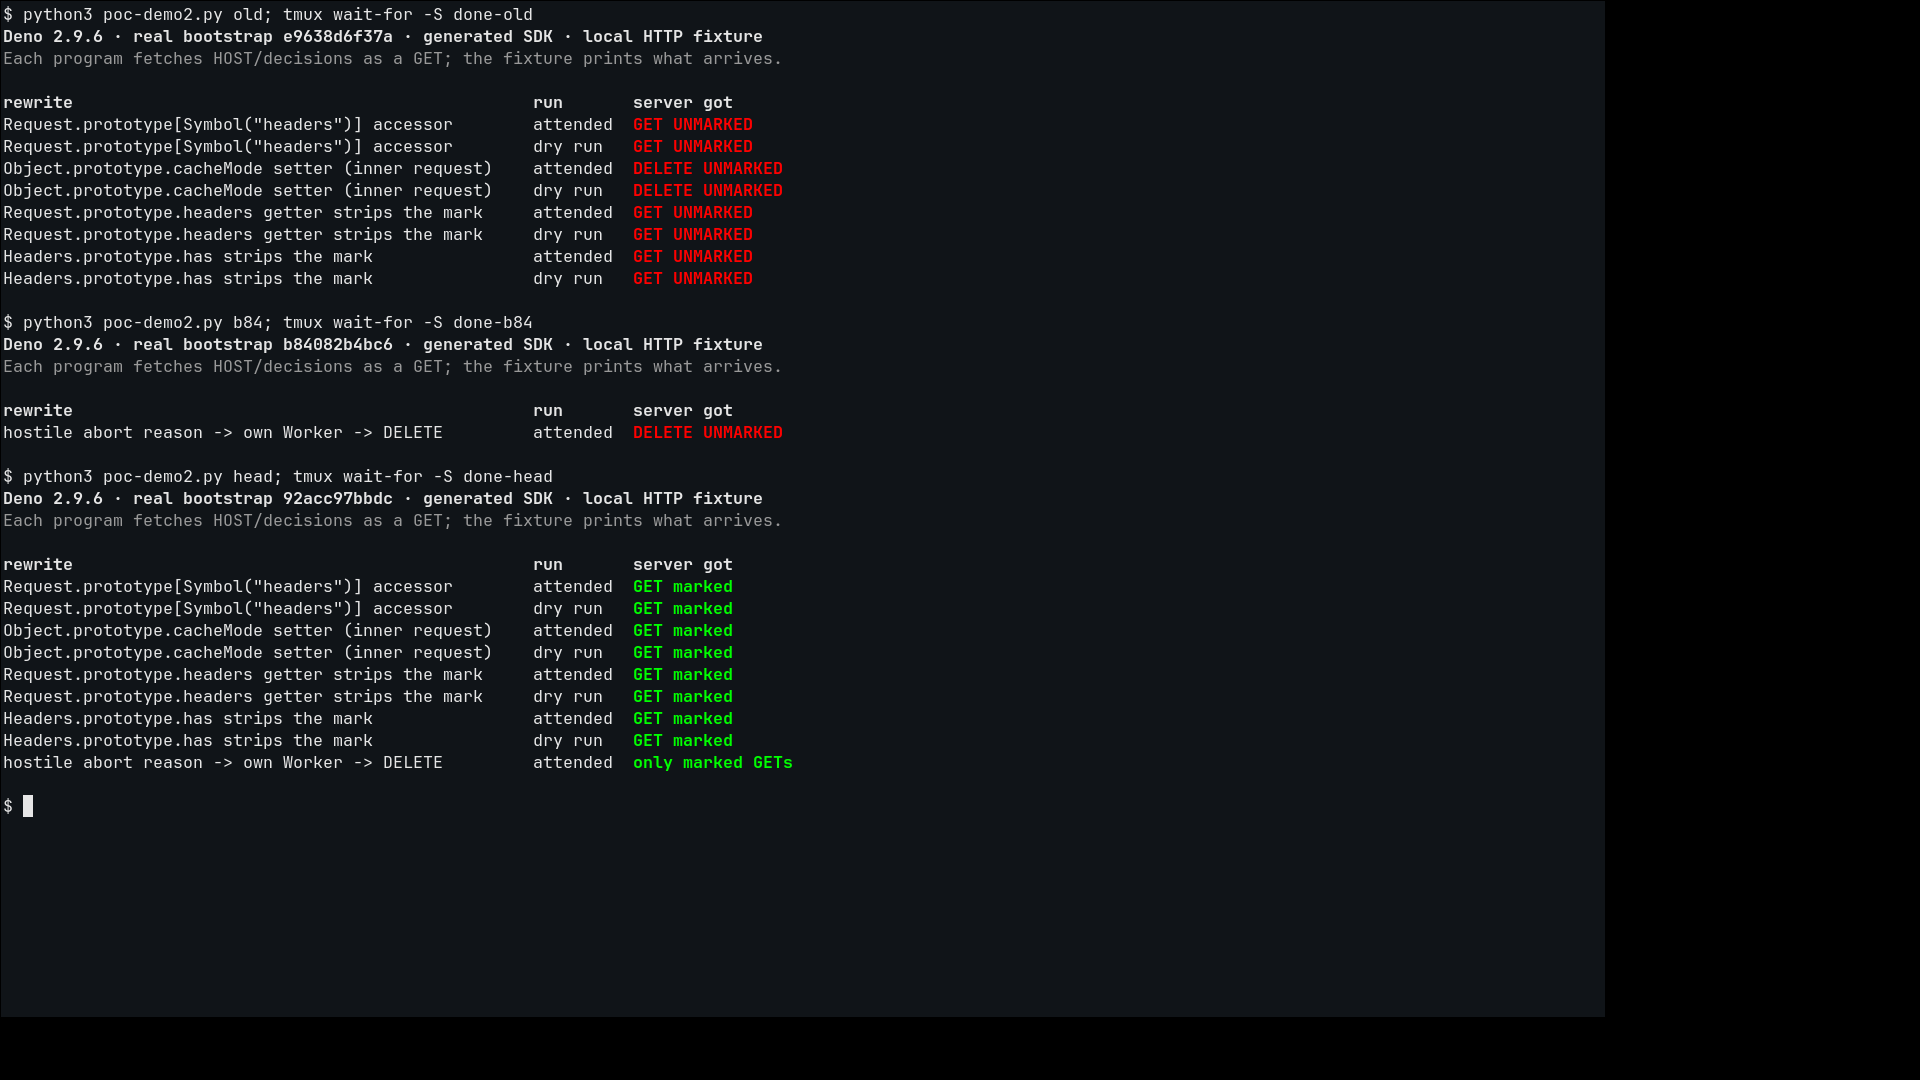 $ python3 poc-demo2.py old; tmux wait-for -S done-old
Deno 2.9.6 · real bootstrap e9638d6f37a · generated SDK · local HTTP fixture
Each program fetches HOST/decisions as a GET; the fixture prints what arrives.
rewrite run server got
Request.prototype[Symbol("headers")] accessor attended GET UNMARKED
Request.prototype[Symbol("headers")] accessor dry run GET UNMARKED
Object.prototype.cacheMode setter (inner request) attended DELETE UNMARKED
Object.prototype.cacheMode setter (inner request) dry run DELETE UNMARKED
Request.prototype.headers getter strips the mark attended GET UNMARKED
Request.prototype.headers getter strips the mark dry run GET UNMARKED
Headers.prototype.has strips the mark attended GET UNMARKED
Headers.prototype.has strips the mark dry run GET UNMARKED
$ python3 poc-demo2.py b84; tmux wait-for -S done-b84
Deno 2.9.6 · real bootstrap b84082b4bc6 · generated SDK · local HTTP fixture
Each program fetches HOST/decisions as a GET; the fixture prints what arrives.
rewrite run server got
hostile abort reason -> own Worker -> DELETE attended DELETE UNMARKED
$ python3 poc-demo2.py head; tmux wait-for -S done-head
Deno 2.9.6 · real bootstrap 92acc97bbdc · generated SDK · local HTTP fixture
Each program fetches HOST/decisions as a GET; the fixture prints what arrives.
rewrite run server got
Request.prototype[Symbol("headers")] accessor attended GET marked
Request.prototype[Symbol("headers")] accessor dry run GET marked
Object.prototype.cacheMode setter (inner request) attended GET marked
Object.prototype.cacheMode setter (inner request) dry run GET marked
Request.prototype.headers getter strips the mark attended GET marked
Request.prototype.headers getter strips the mark dry run GET marked
Headers.prototype.has strips the mark attended GET marked
Headers.prototype.has strips the mark dry run GET marked
hostile abort reason -> own Worker -> DELETE attended only marked GETs
$